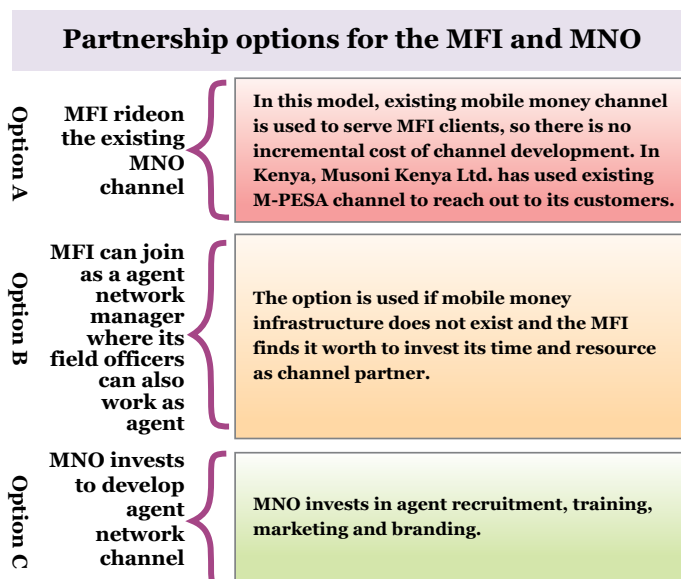 Partnership options for the MFI and MNO
Option A
MFI rideon
the existing
MNO
channel
In this model, existing mobile money channel
is used to serve MFI clients, so there is no
incremental cost of channel development. In
Kenya, Musoni Kenya Ltd. has used existing
M-PESA channel to reach out to its customers.
Option B
MFI can join
as a agent
network
manager
where its
field officers
can also
work as
agent
The option is used if mobile money
infrastructure does not exist and the MFI
finds it worth to invest its time and resource
as channel partner.
Option C
MNO invests
to develop
agent
network
channel
MNO invests in agent recruitment, training,
marketing and branding.